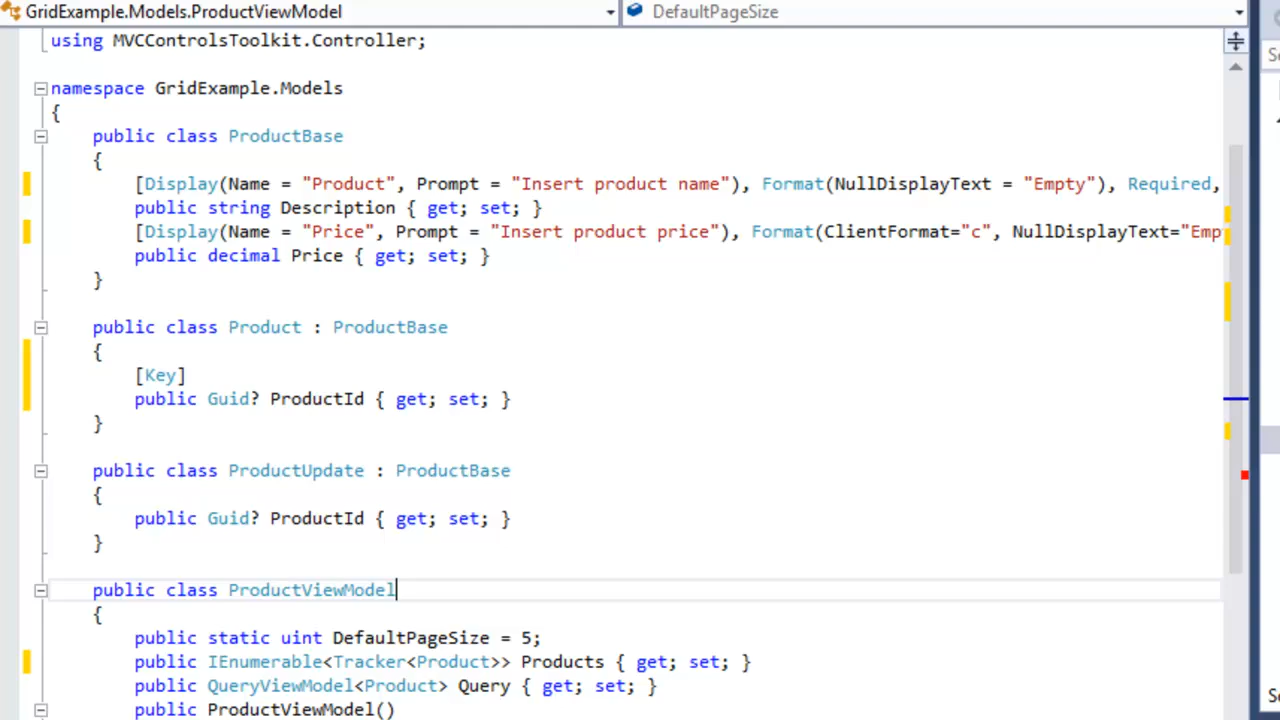 GridExample.Models.ProductViewModel
DefaultPageSize
using MVCControlsToolkit.Controller;
namespace GridExample.Models
{
public class ProductBase
{
[Display(Name = "Product", Prompt = "Insert product name"), Format(NullDisplayText = "Empty"), Required,
public string Description { get; set; }
[Display(Name = "Price", Prompt = "Insert product price"), Format(ClientFormat="c", NullDisplayText="Emp
public decimal Price { get; set; }
}
public class Product : ProductBase
{
[Key]
public Guid? ProductId { get; set; }
}
public class ProductUpdate : ProductBase
{
public Guid? ProductId { get; set; }
}
public class ProductViewModel
{
public static uint DefaultPageSize = 5;
public IEnumerable<Tracker<Product>> Products { get; set; }
public QueryViewModel<Product> Query { get; set; }
public ProductViewModel()